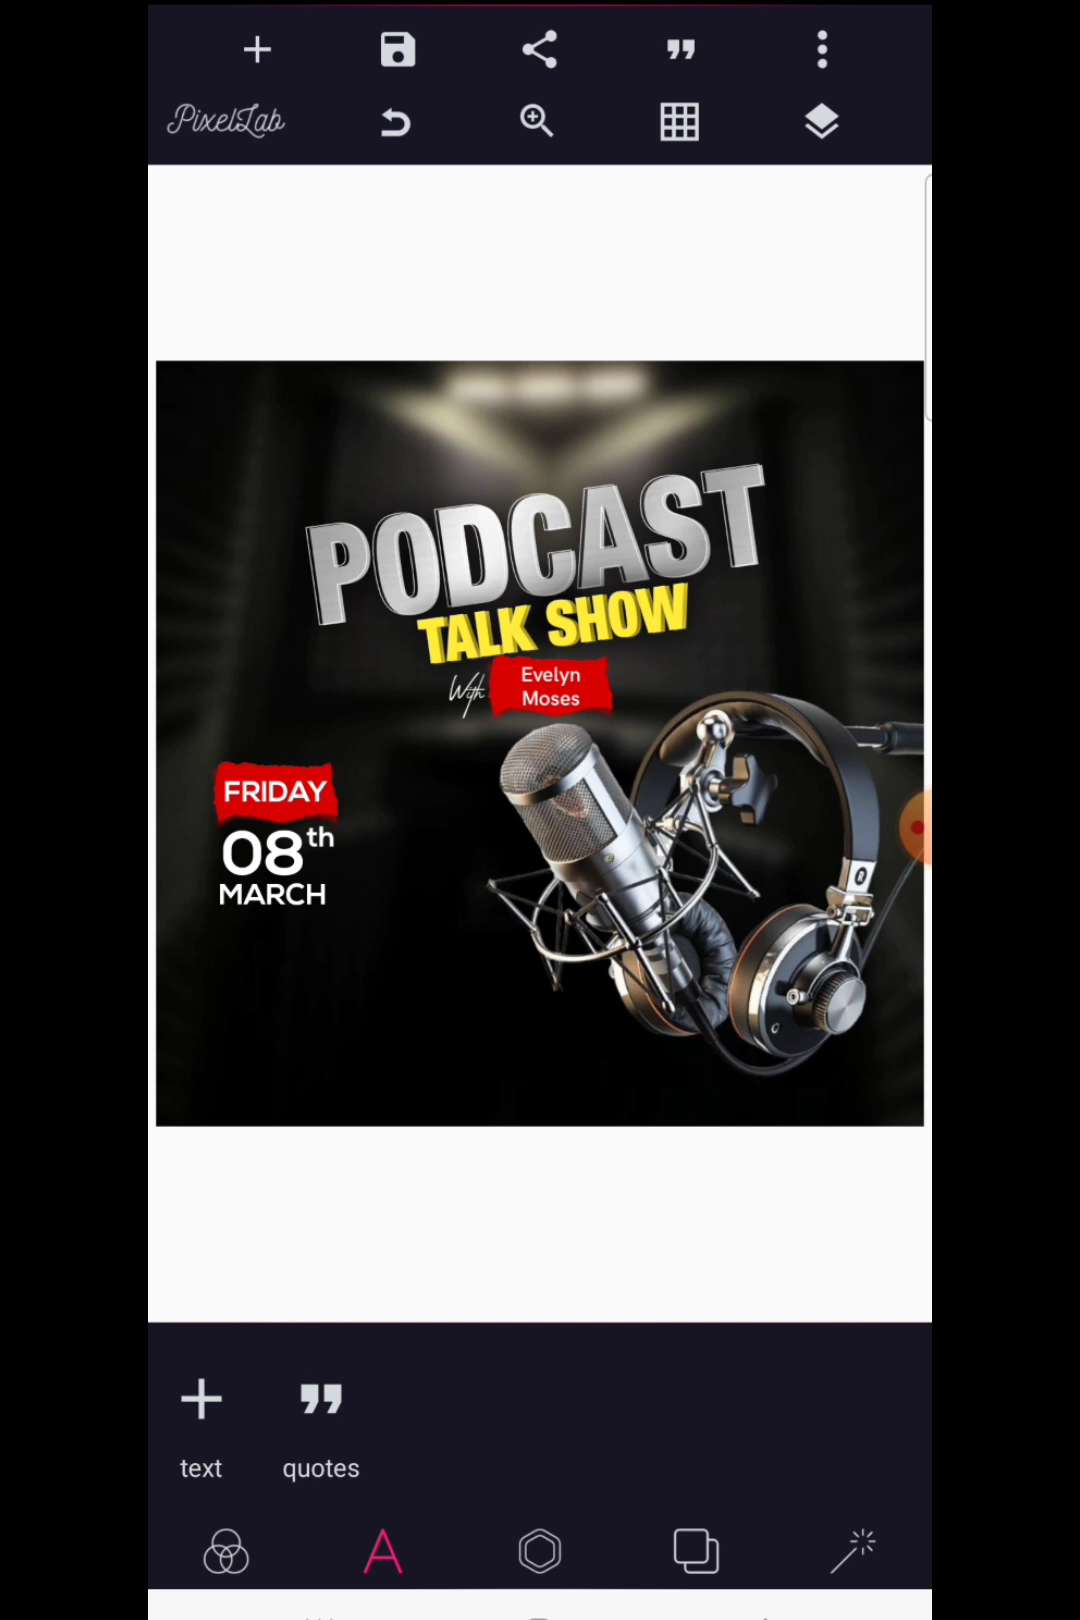 PixelLab
PODCAST
TALK SHOW
With
Evelyn
Moses
FRIDAY
08th
MARCH
text
quotes